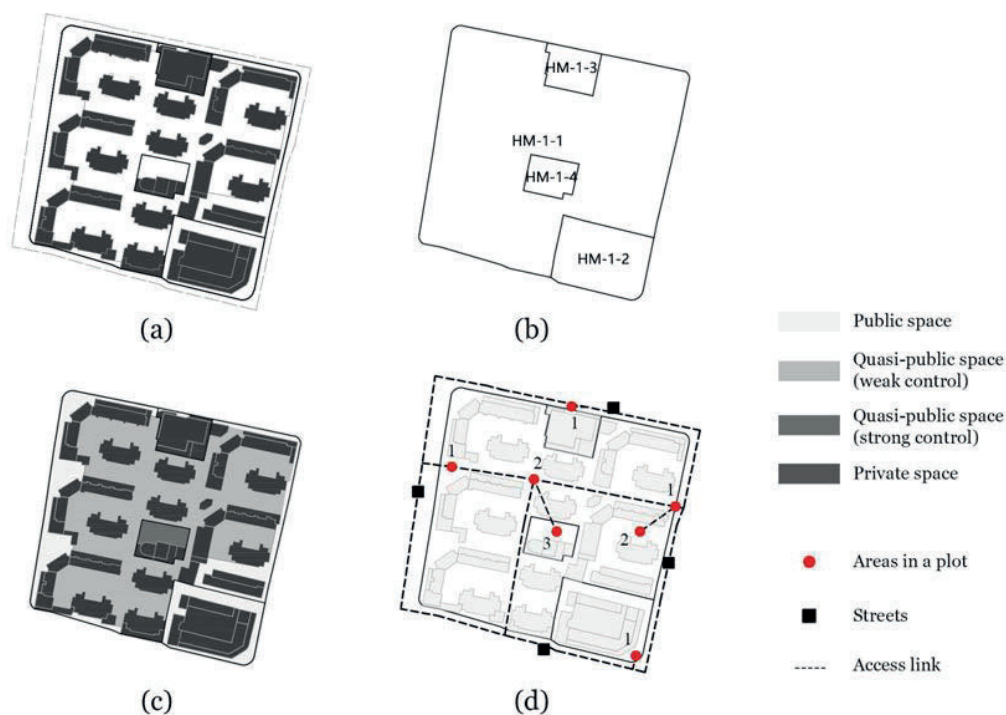 HM-1-3
HM-1-1
HM-1-4
HM-1-2
(a)
(b)
Public space
Quasi-public space
(weak control)
Quasi-public space
(strong control)
Private space
1
1
2
1
2
3
1
Areas in a plot
Streets
Access link
(c)
(d)